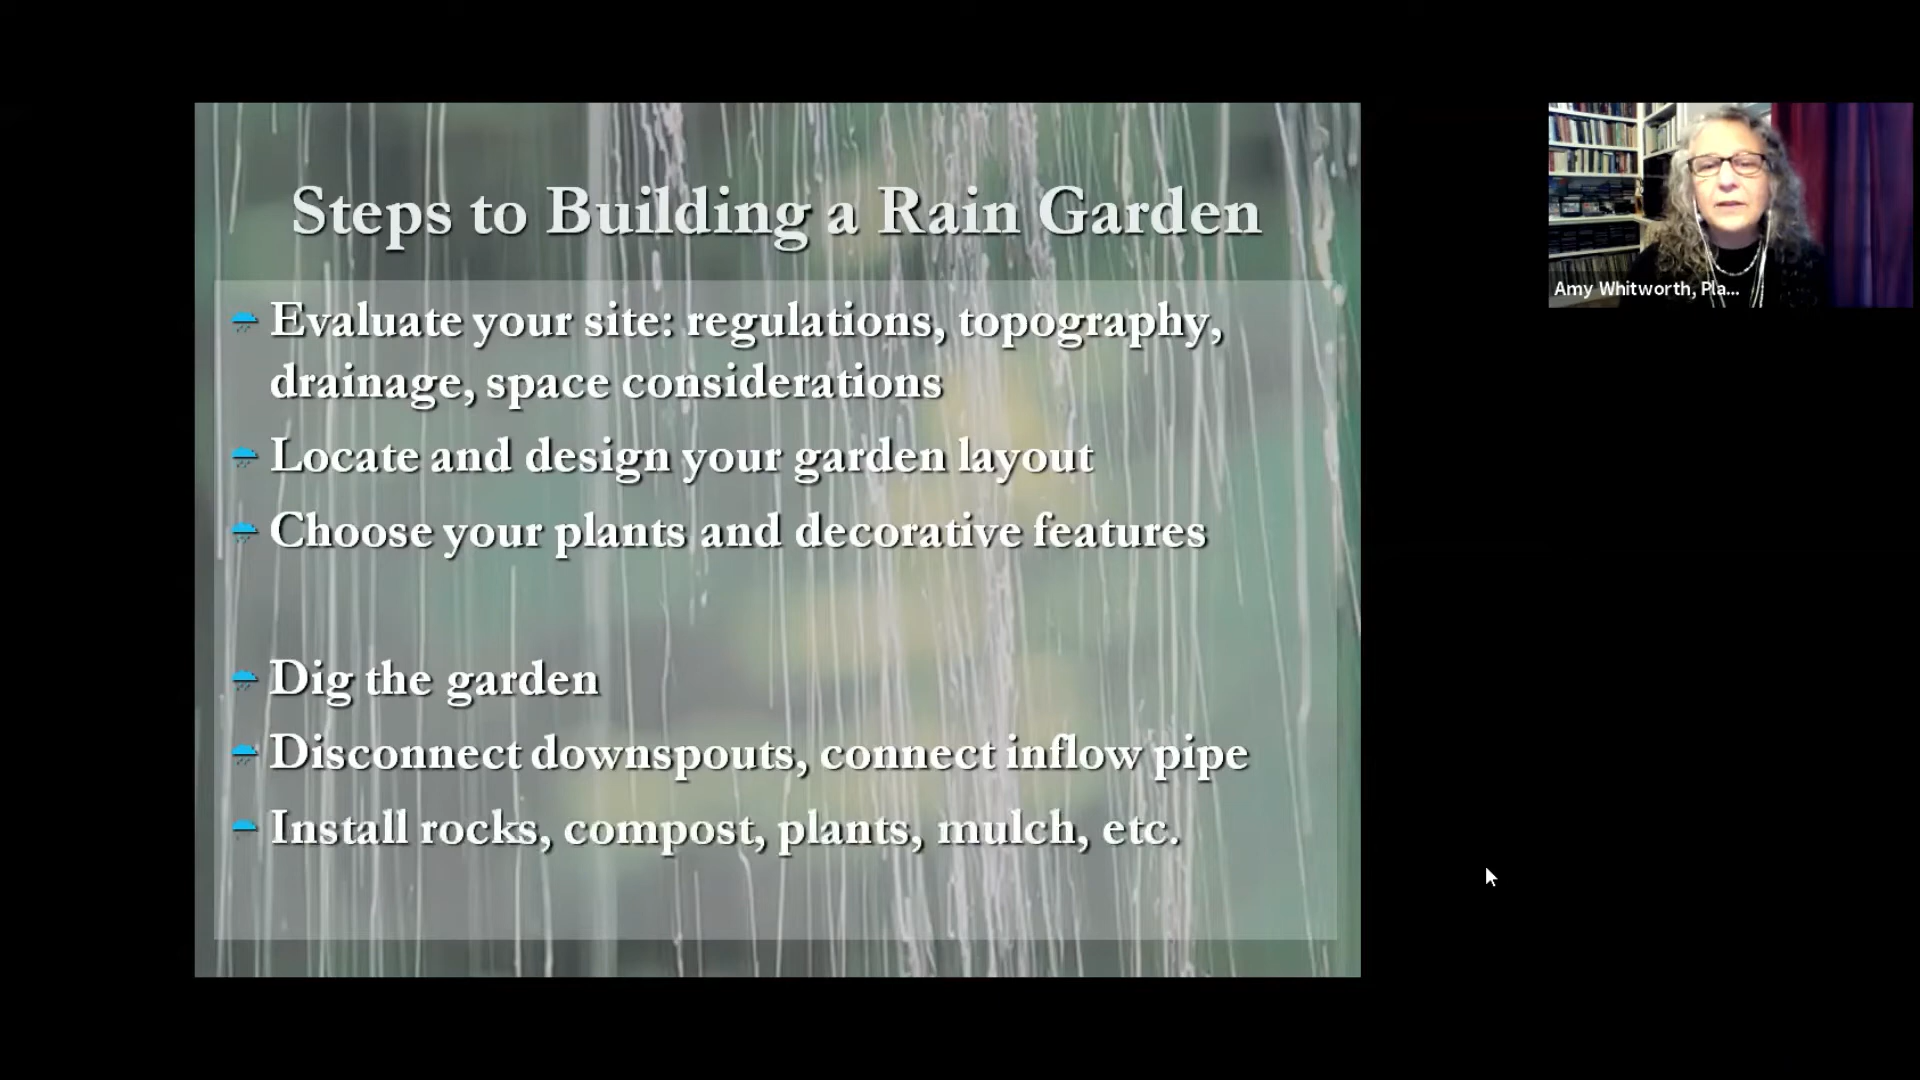 Steps to Building a Rain Garden
Evaluate your site: regulations, topography,
drainage, space considerations
Locate and design your garden layout
Choose your plants and decorative features
Dig the garden
Disconnect downspouts, connect inflow pipe
Install rocks, compost, plants, mulch, etc.
Amy Whitworth, Pla...